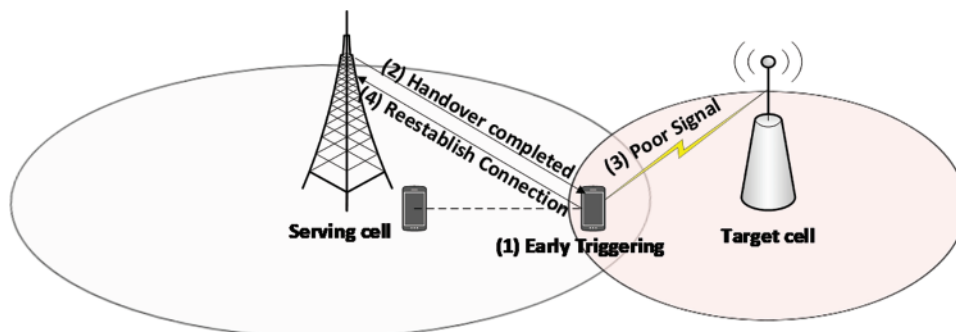 (2) Handover completed
(4) Reestablish Connection
(3) Poor Signal
Serving cell
(1) Early Triggering
Target cell